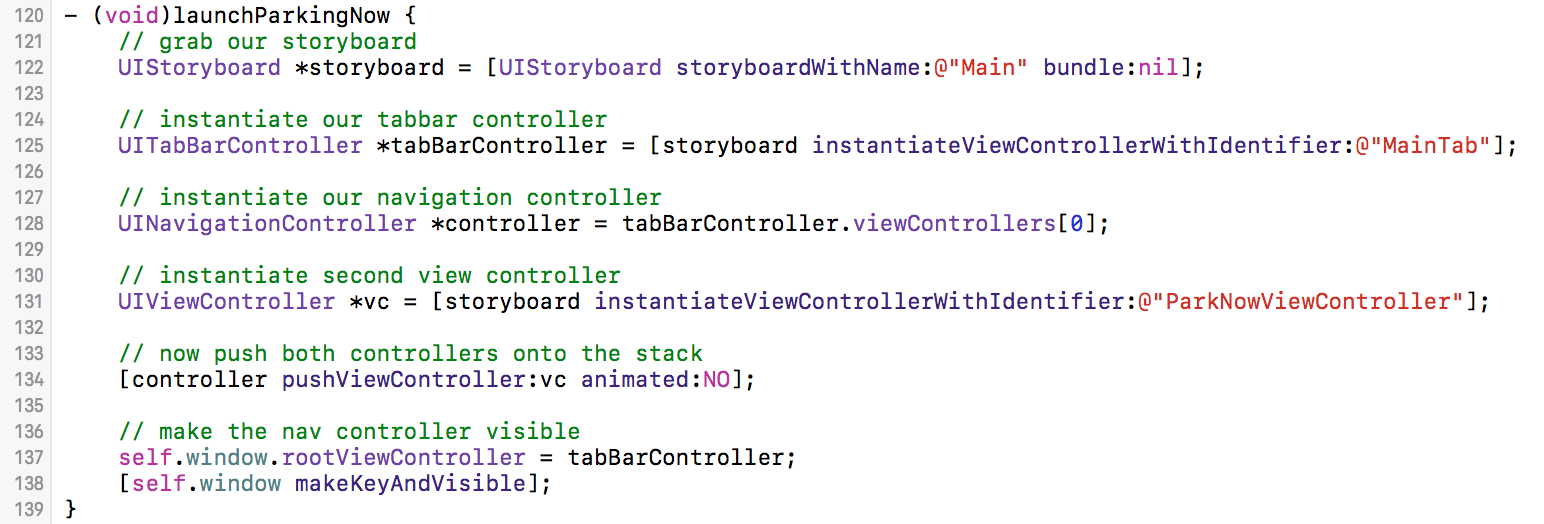 120 - (void)launchParkingNow {
121 // grab our storyboard
122 UIStoryboard *storyboard = [UIStoryboard storyboardWithName:@"Main" bundle:nil];
123
124 // instantiate our tabbar controller
125 UITabBarController *tabBarController = [storyboard instantiateViewControllerWithIdentifier:@"MainTab"];
126
127 // instantiate our navigation controller
128 UINavigationController *controller = tabBarController.viewControllers[0];
129
130 // instantiate second view controller
131 UIViewController *vc = [storyboard instantiateViewControllerWithIdentifier:@"ParkNowViewController"];
132
133 // now push both controllers onto the stack
134 [controller pushViewController:vc animated:NO];
135
136 // make the nav controller visible
137 self.window.rootViewController = tabBarController;
138 [self.window makeKeyAndVisible];
139 }